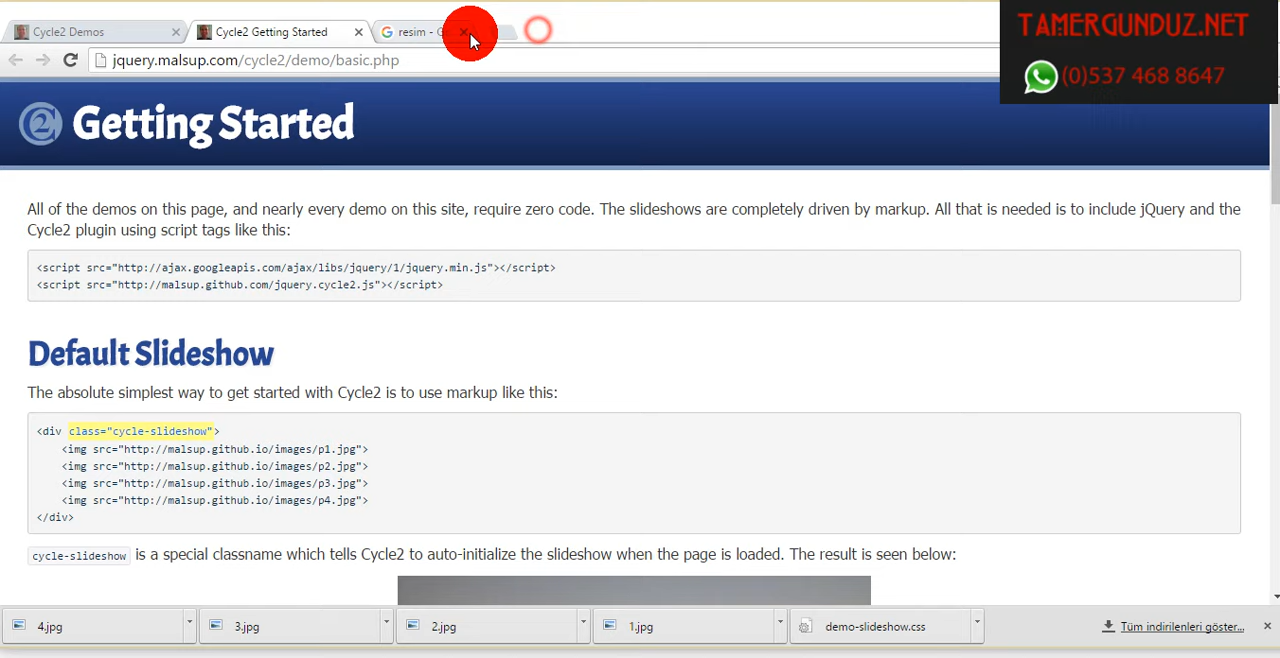 TAMERGUNDUZ.NET
(0)537 468 8647
Cycle2 Demos
Cycle2 Getting Started
resim - G
jquery.malsup.com/cycle2/demo/basic.php
Getting Started
All of the demos on this page, and nearly every demo on this site, require zero code. The slideshows are completely driven by markup. All that is needed is to include jQuery and the
Cycle2 plugin using script tags like this:
<script src="http://ajax.googleapis.com/ajax/libs/jquery/1/jquery.min.js"></script>
<script src="http://malsup.github.com/jquery.cycle2.js"></script>
Default Slideshow
The absolute simplest way to get started with Cycle2 is to use markup like this:
<div class="cycle-slideshow">
<img src="http://malsup.github.io/images/p1.jpg">
<img src="http://malsup.github.io/images/p2.jpg">
<img src="http://malsup.github.io/images/p3.jpg">
<img src="http://malsup.github.io/images/p4.jpg">
</div>
cycle-slideshow is a special classname which tells Cycle2 to auto-initialize the slideshow when the page is loaded. The result is seen below:
4.jpg
3.jpg
2.jpg
1.jpg
demo-slideshow.css
Tüm indirilenleri göster...